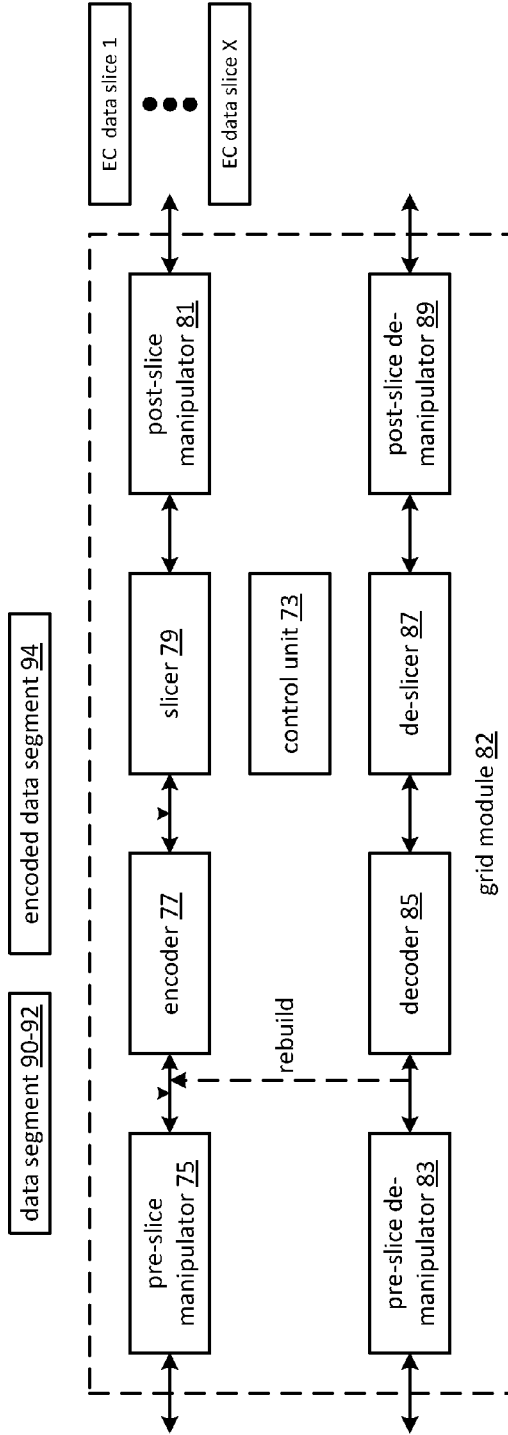 data segment 90-92
encoded data segment 94
EC data slice 1
EC data slice X
pre-slice
manipulator 75
encoder 77
slicer 79
post-slice
manipulator 81
rebuild
control unit 73
pre-slice de-
manipulator 83
decoder 85
de-slicer 87
post-slice de-
manipulator 89
grid module 82